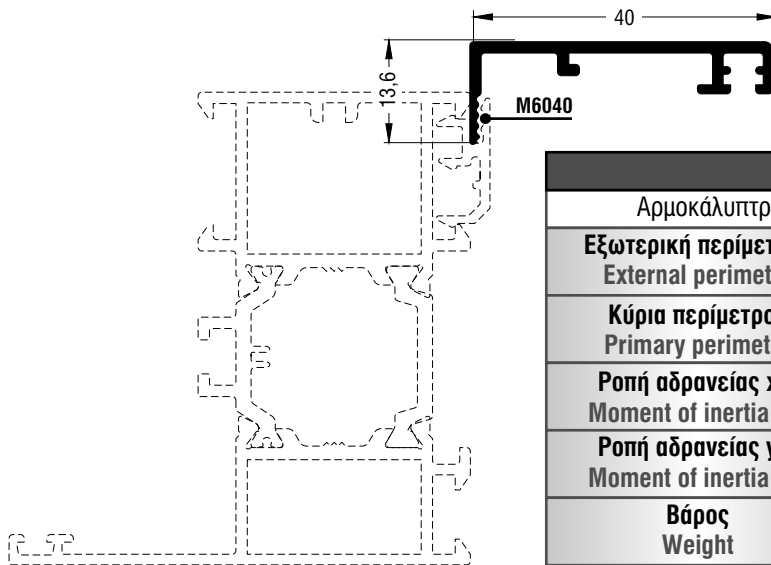 40
13,6
M6040
Αρμοκάλυπτρ
Εξωτερική περίμετ
External perimet
Κύρια περίμετρο
Primary perimet
Ροπή αδρανείας x
Moment of inertia
Ροπή αδρανείας y
Moment of inertia
Βάρος
Weight